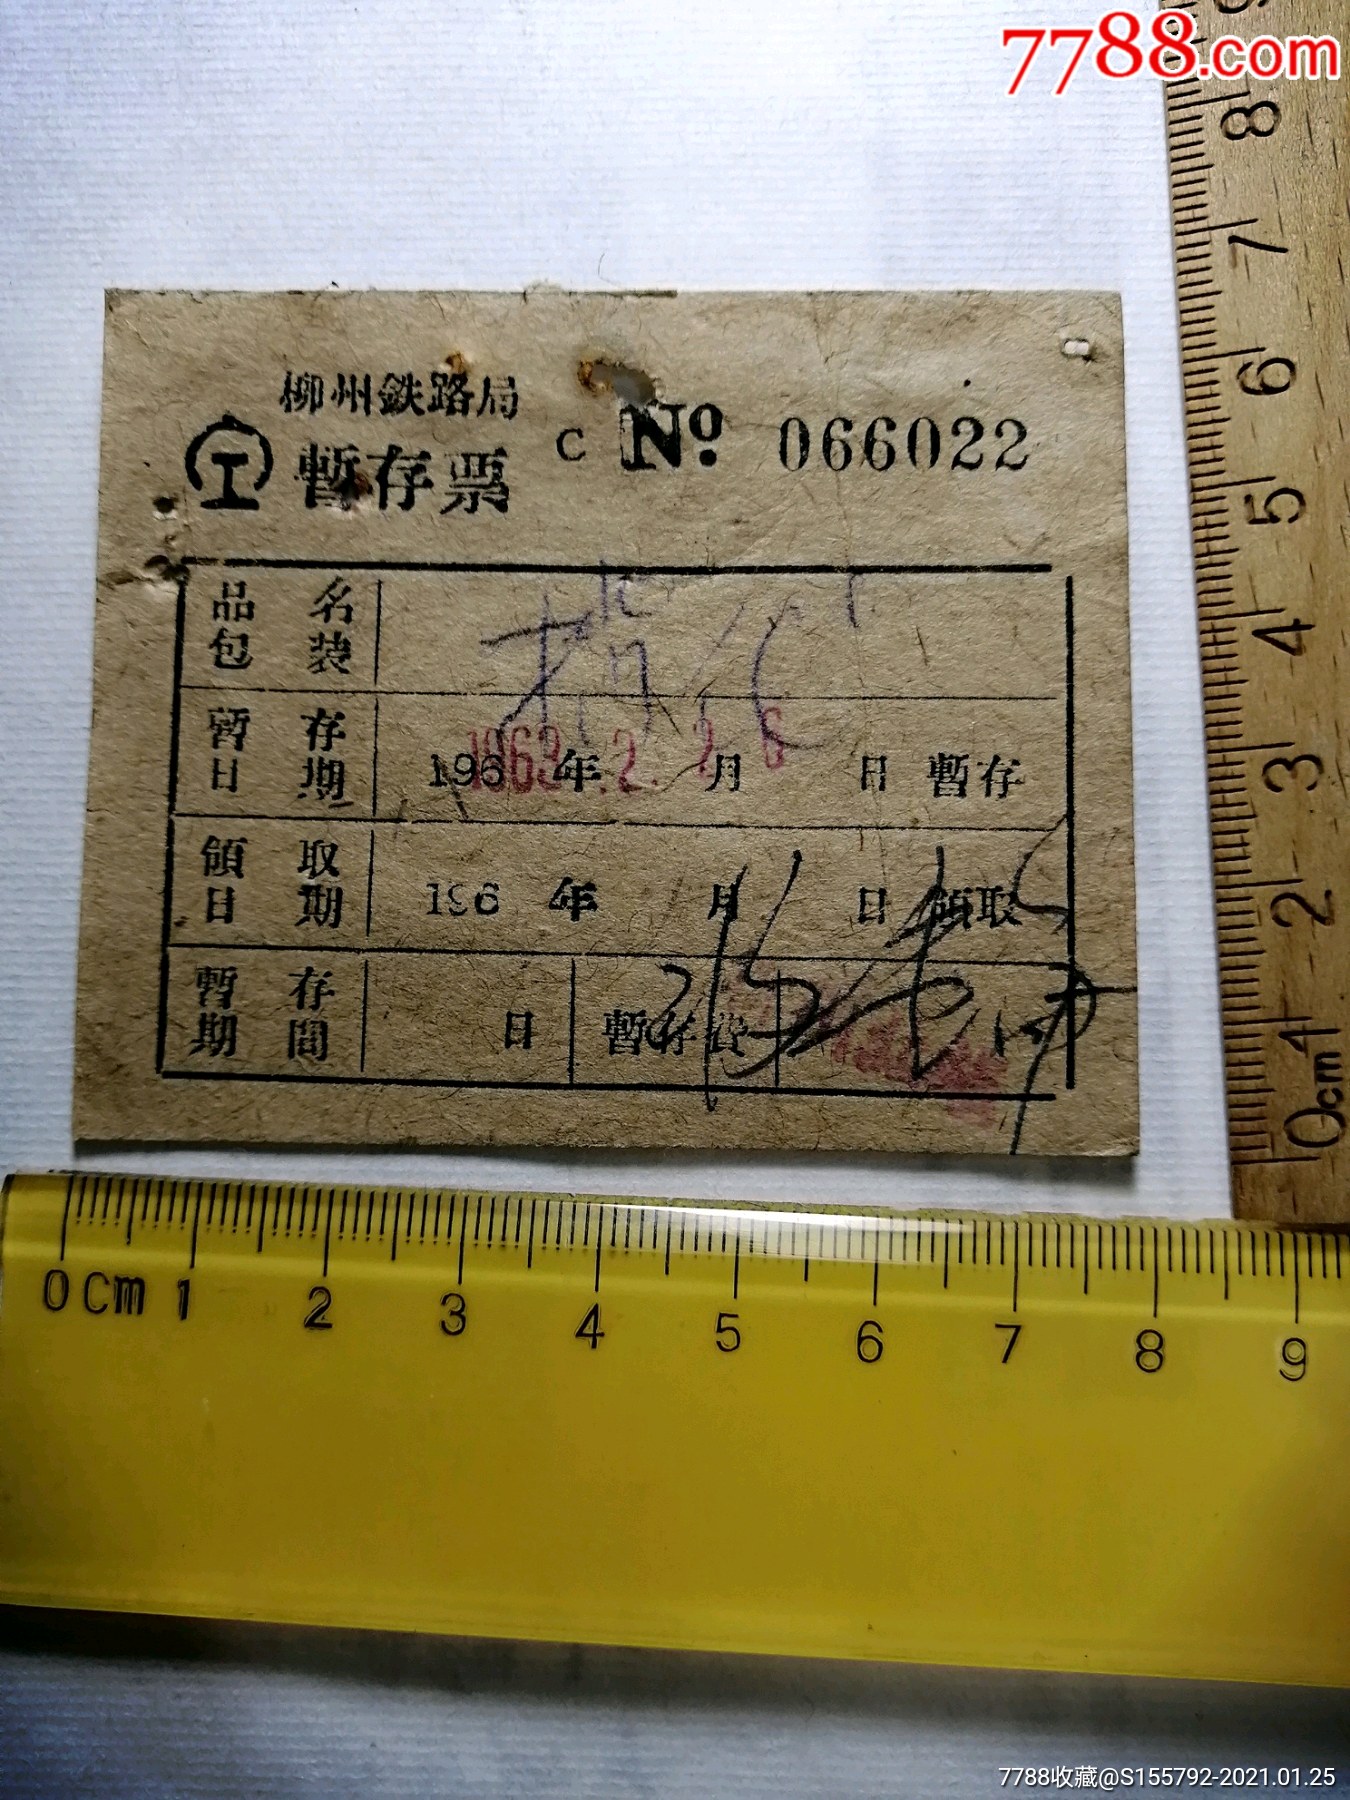 7788.com
柳州鉄路局
暫存票
C № 066022
品名
包装
暫存
日期
196 年 月 日 暫存
1963.2.26
領取
日期
196 年 月 日 領取
暫存
期間
日
暫存費
8
7
6
5
4
3
2
1
0cm
0cm 1 2 3 4 5 6 7 8 9
7788收藏@S155792-2021.01.25